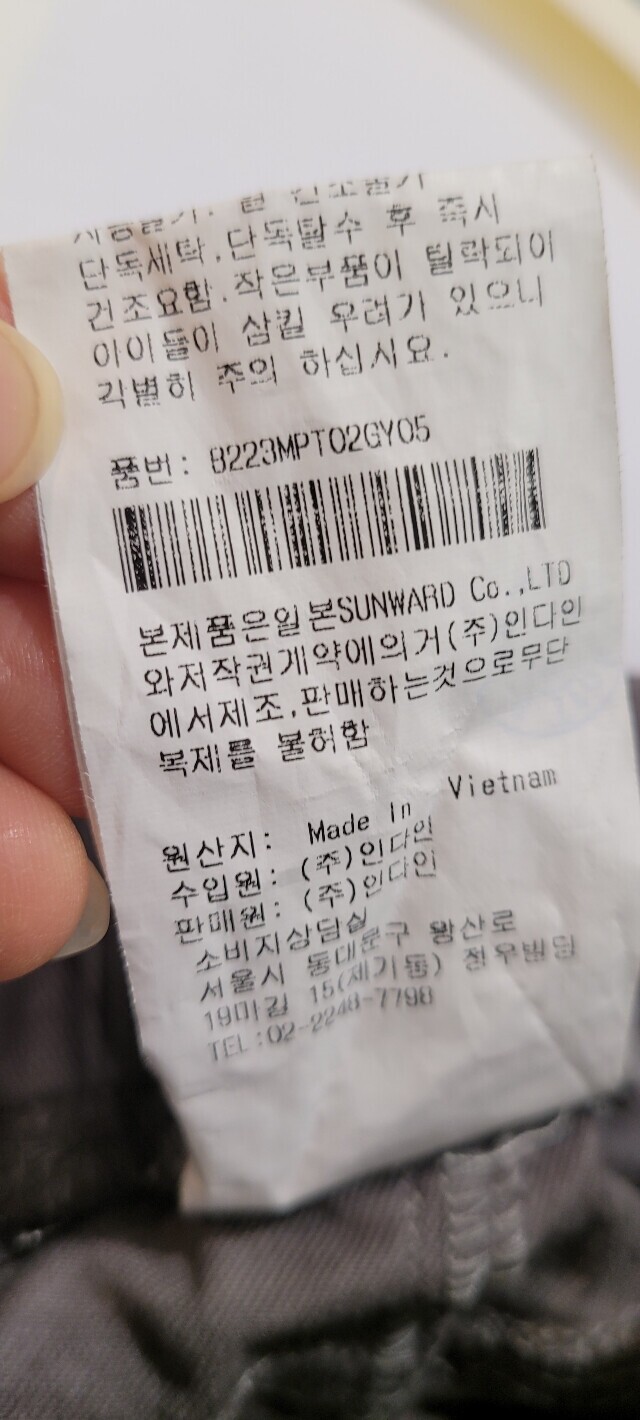 단독세탁.단독탈수 후 즉시
건조요함.작은부품이 탈락되어
아이들이 삼킬 우려가 있으니
각별히 주의 하십시요.
품번: B223MPT02GY05
본제품은일본SUNWARD Co.,LTD
와저작권계약에의거(주)인다인
에서제조,판매하는것으로무단
복제를 불허함
원산지: Made In Vietnam
수입원: (주)인다인
판매원: (주)인다인
소비지상담실
서울시 동대문구 왕산로
19마길 15(제기동) 청우빌딩
TEL:02-2248-7798